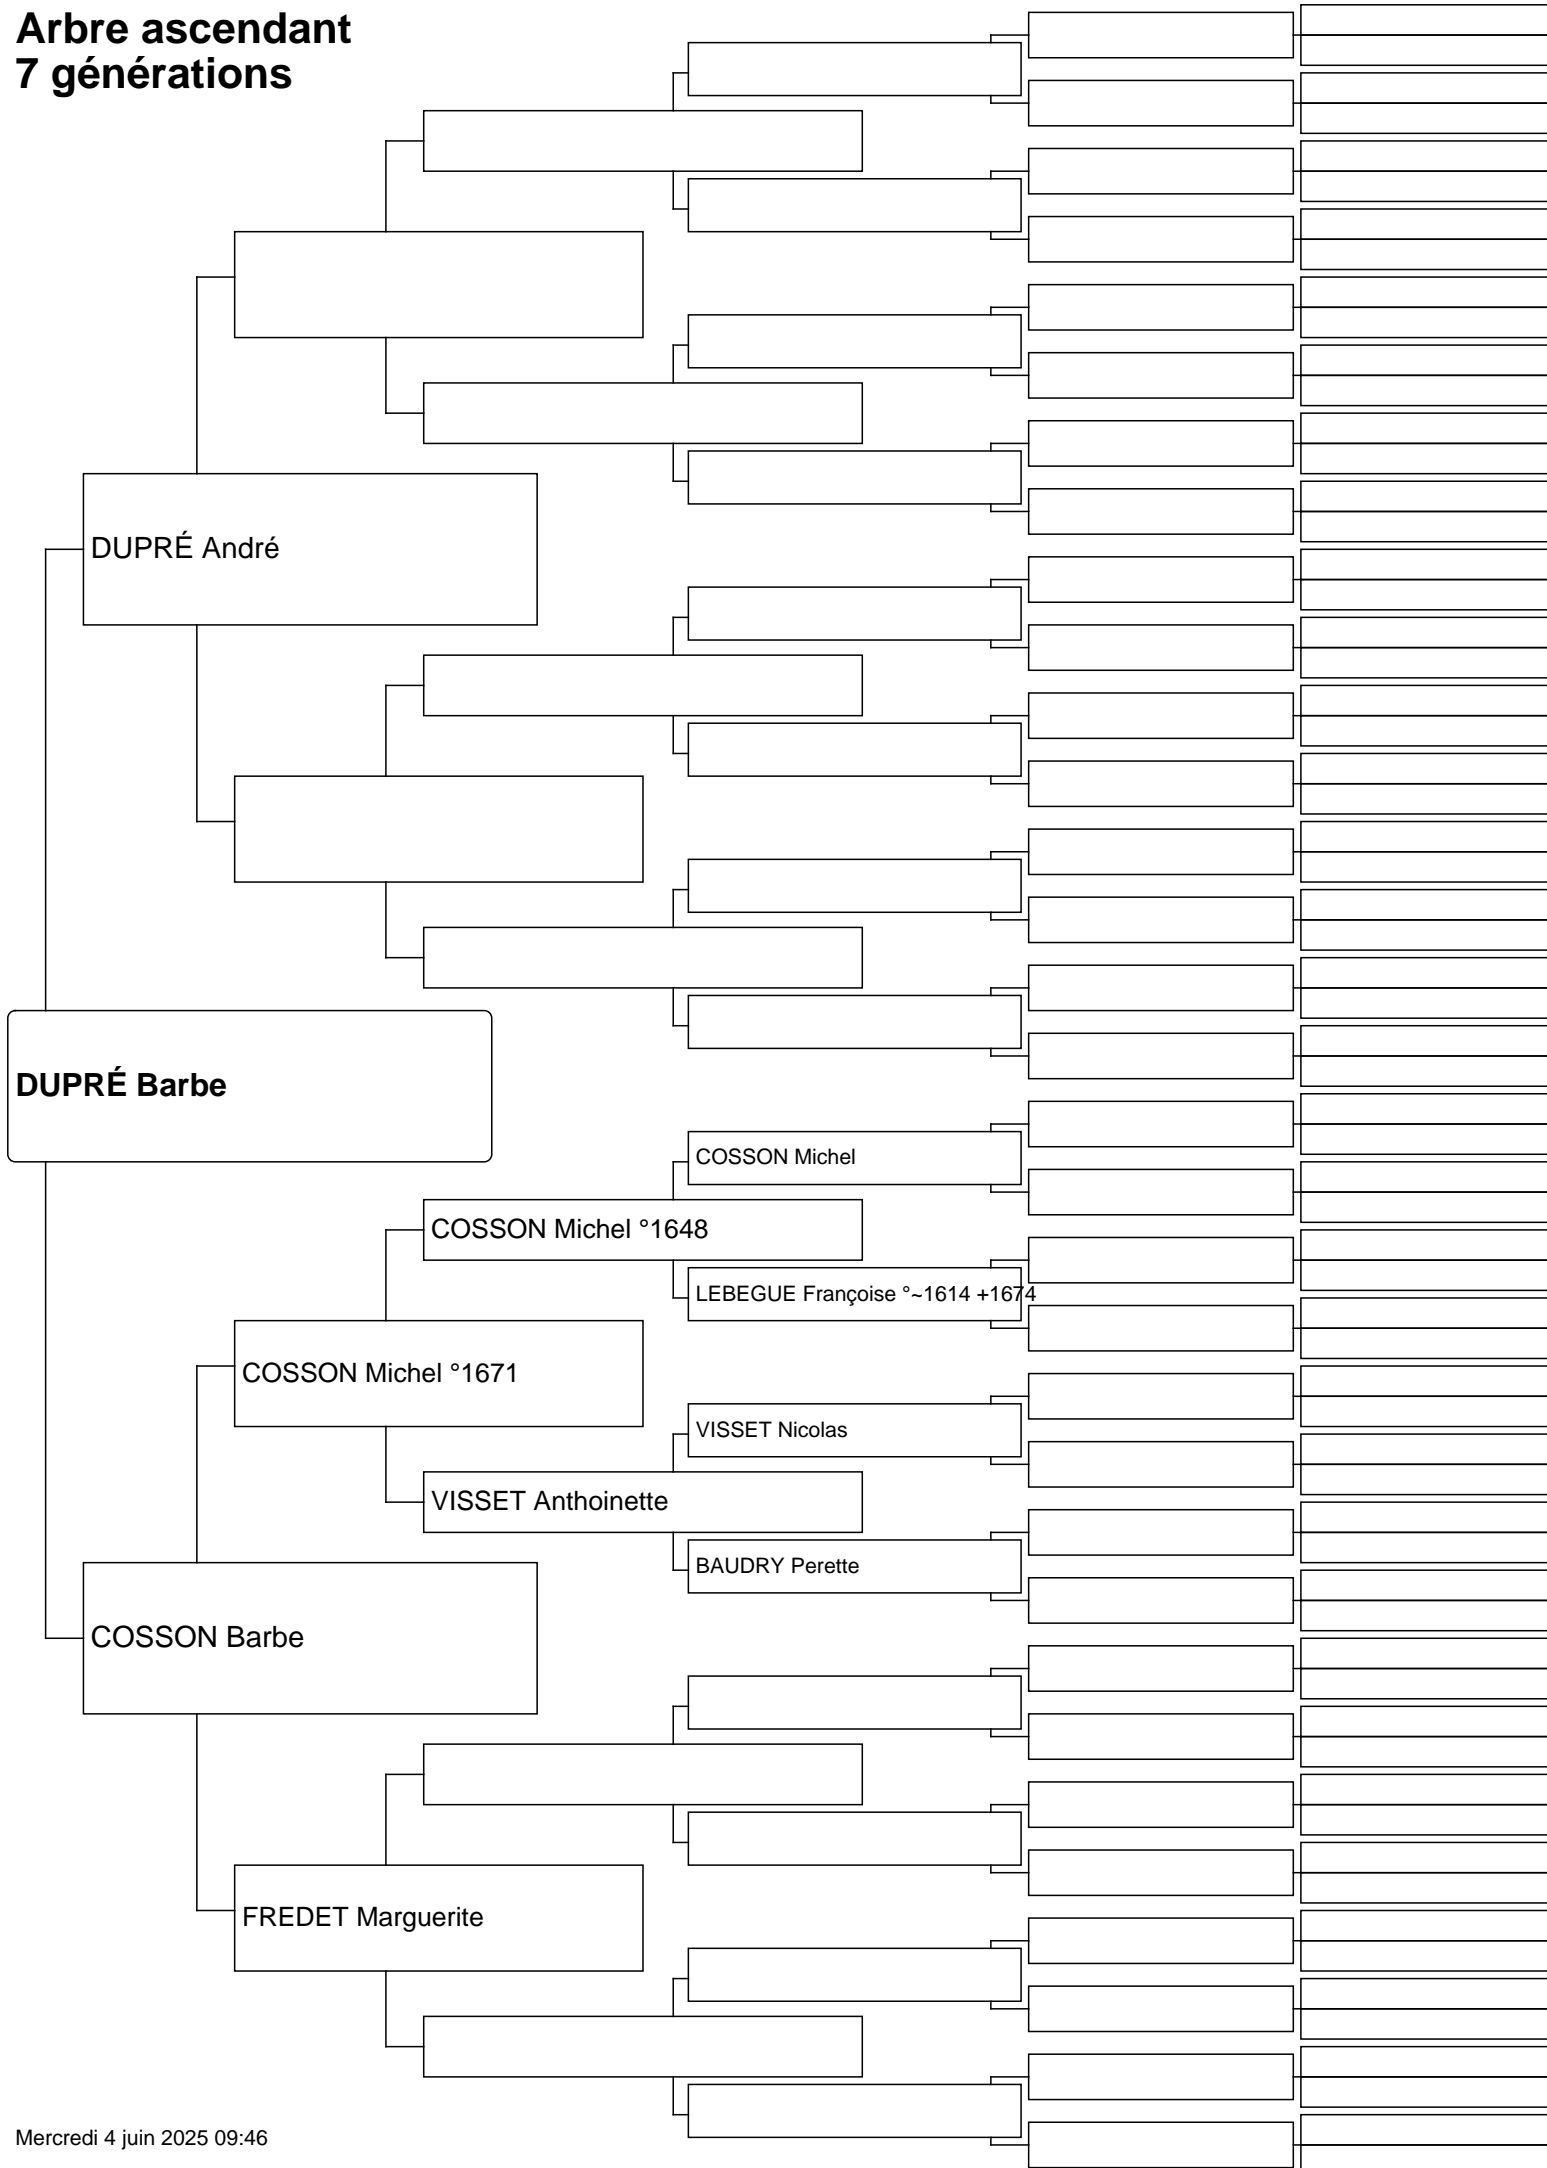 Arbre ascendant
7 générations
DUPRÉ André
DUPRÉ Barbe
COSSON Michel
COSSON Michel °1648
LEBEGUE Françoise °~1614 +1674
COSSON Michel °1671
VISSET Nicolas
VISSET Anthoinette
BAUDRY Perette
COSSON Barbe
FREDET Marguerite
Mercredi 4 juin 2025 09:46